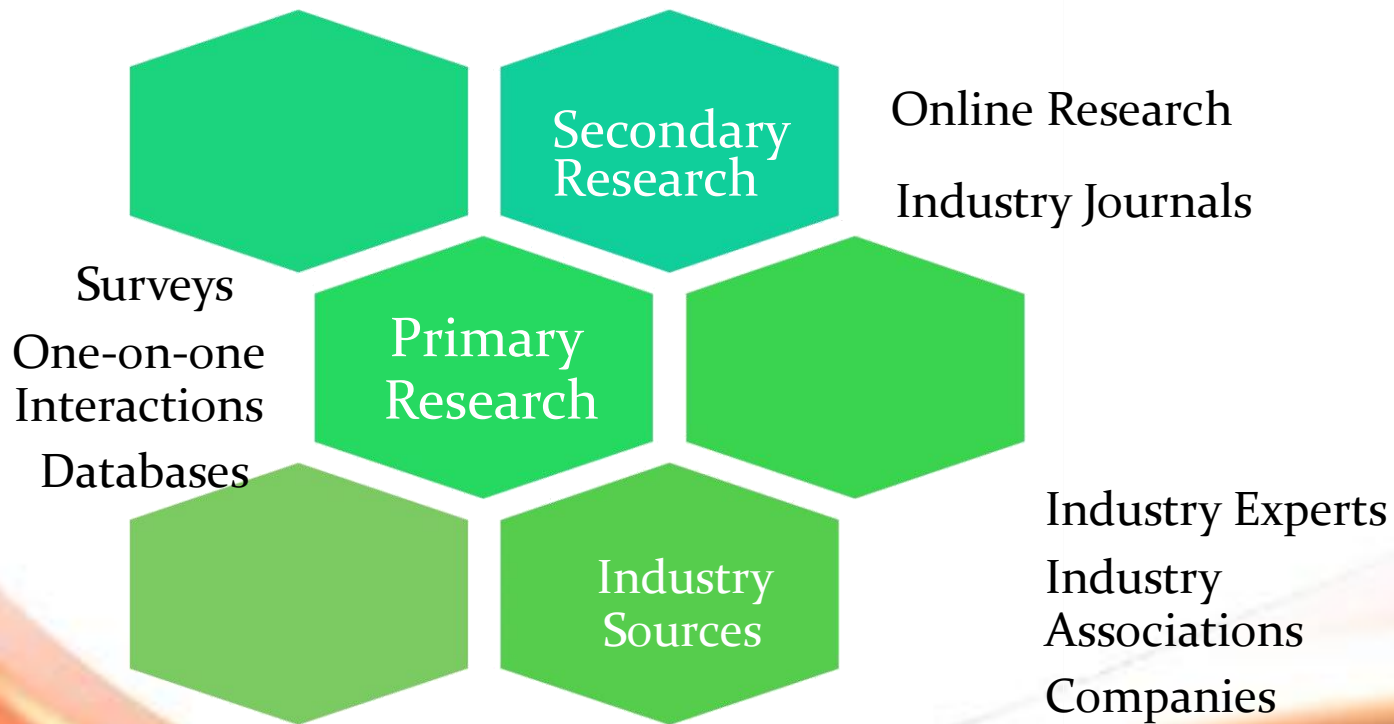 Secondary
Research
Online Research
Industry Journals
Surveys
One-on-one
Interactions
Databases
Primary
Research
Industry
Sources
Industry Experts
Industry
Associations
Companies